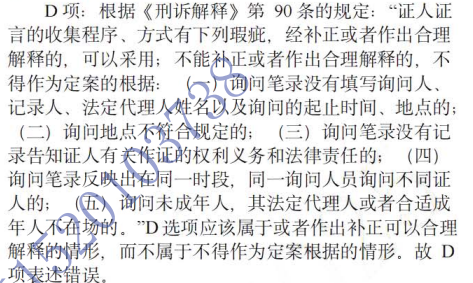 D 项：根据《刑诉解释》第 90 条的规定：“证人证
言的收集程序、方式有下列瑕疵，经补正或者作出合理
解释的，可以采用；不能补正或者作出合理解释的，不
得作为定案的根据：（一）询问笔录没有填写询问人、
记录人、法定代理人姓名以及询问的起止时间、地点的；
（二）询问地点不符合规定的；（三）询问笔录没有记
录告知证人有关作证的权利义务和法律责任的；（四）
询问笔录反映出在同一时段，同一询问人员询问不同证
人的；（五）询问未成年人，其法定代理人或者合适成
年人不在场的。”D 选项应该属于或者作出补正可以合理
解释的情形，而不属于不得作为定案根据的情形。故 D
项表述错误。
15291103738